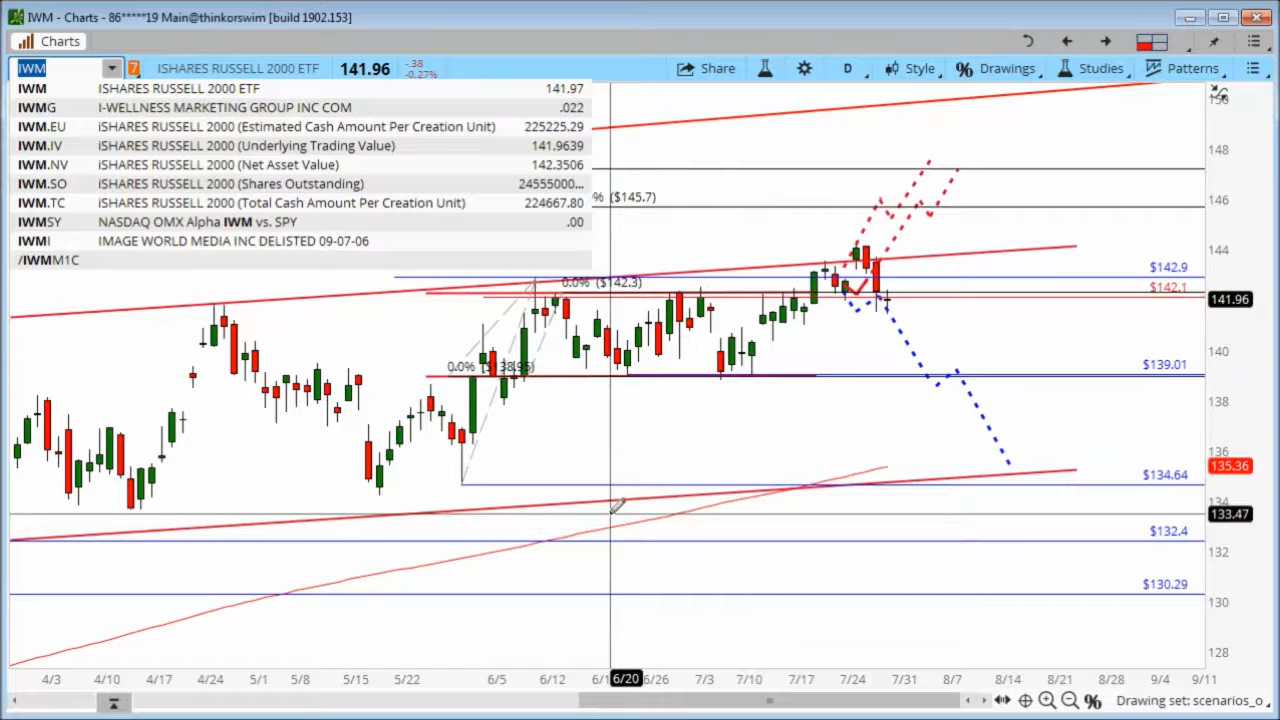 IWM - Charts - 86*****19 Main@thinkorswim [build 1902.153]
Charts
IWM 7 ISHARES RUSSELL 2000 ETF 141.96 -.38 -0.27% Share D Style % Drawings Studies Patterns
IWM ISHARES RUSSELL 2000 ETF 141.97
IWMG I-WELLNESS MARKETING GROUP INC COM .022
IWM.EU iSHARES RUSSELL 2000 (Estimated Cash Amount Per Creation Unit) 225225.29
IWM.IV iSHARES RUSSELL 2000 (Underlying Trading Value) 141.9639
IWM.NV iSHARES RUSSELL 2000 (Net Asset Value) 142.3506
IWM.SO iSHARES RUSSELL 2000 (Shares Outstanding) 24555000...
IWM.TC iSHARES RUSSELL 2000 (Total Cash Amount Per Creation Unit) 224667.80
IWMSY NASDAQ OMX Alpha IWM vs. SPY .00
IWMI IMAGE WORLD MEDIA INC DELISTED 09-07-06
/IWMM1C
150
148
% ($145.7)
146
144
$142.9
0.0% ($142.3)
$142.1
141.96
140
0.0% ($138.95)
$139.01
138
136
135.36
$134.64
134
133.47
$132.4
132
$130.29
130
128
4/3 4/10 4/17 4/24 5/1 5/8 5/15 5/22 6/5 6/12 6/1 6/20 6/26 7/3 7/10 7/17 7/24 7/31 8/7 8/14 8/21 8/28 9/4 9/11
% Drawing set: scenarios_o